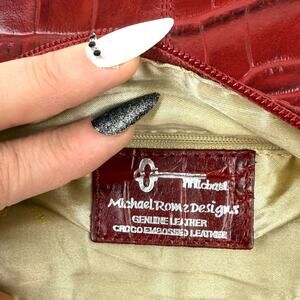 Michael
Michael Rome Designs
GENUINE LEATHER
CROCO EMBOSSED LEATHER